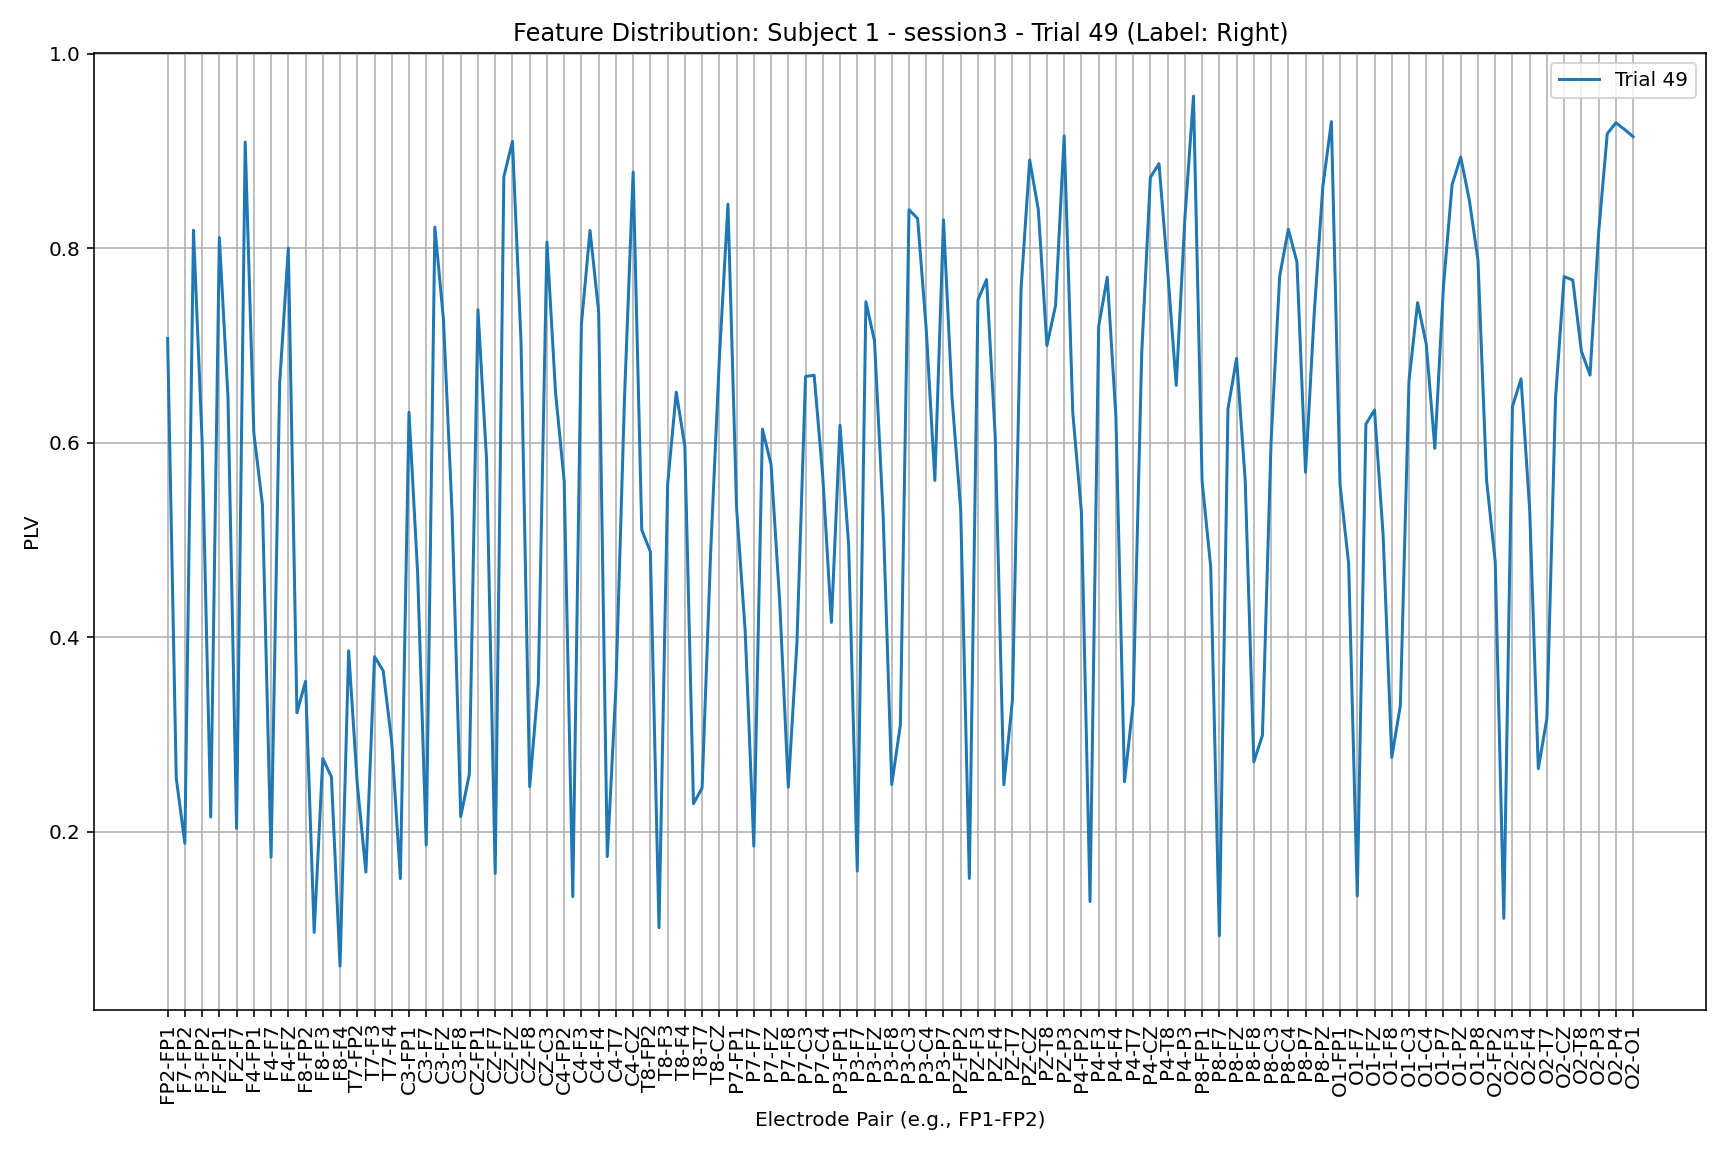 Feature Distribution: Subject 1 - session3 - Trial 49 (Label: Right)
Trial 49
PLV
1.0
0.8
0.6
0.4
0.2
FP2-FP1
F7-FP2
F3-FP2
FZ-FP1
FZ-F7
F4-FP1
F4-F7
F4-FZ
F8-FP2
F8-F3
F8-F4
T7-FP2
T7-F3
T7-F4
C3-FP1
C3-F7
C3-FZ
C3-F8
CZ-FP1
CZ-F7
CZ-FZ
CZ-F8
CZ-C3
C4-FP2
C4-F3
C4-F4
C4-T7
C4-CZ
T8-FP2
T8-F3
T8-F4
T8-T7
T8-CZ
P7-FP1
P7-F7
P7-FZ
P7-F8
P7-C3
P7-C4
P3-FP1
P3-F7
P3-FZ
P3-F8
P3-C3
P3-C4
P3-P7
PZ-FP2
PZ-F3
PZ-F4
PZ-T7
PZ-CZ
PZ-T8
PZ-P3
P4-FP2
P4-F3
P4-F4
P4-T7
P4-CZ
P4-T8
P4-P3
P8-FP1
P8-F7
P8-FZ
P8-F8
P8-C3
P8-C4
P8-P7
P8-PZ
O1-FP1
O1-F7
O1-FZ
O1-F8
O1-C3
O1-C4
O1-P7
O1-PZ
O1-P8
O2-FP2
O2-F3
O2-F4
O2-T7
O2-CZ
O2-T8
O2-P3
O2-P4
O2-O1
Electrode Pair (e.g., FP1-FP2)